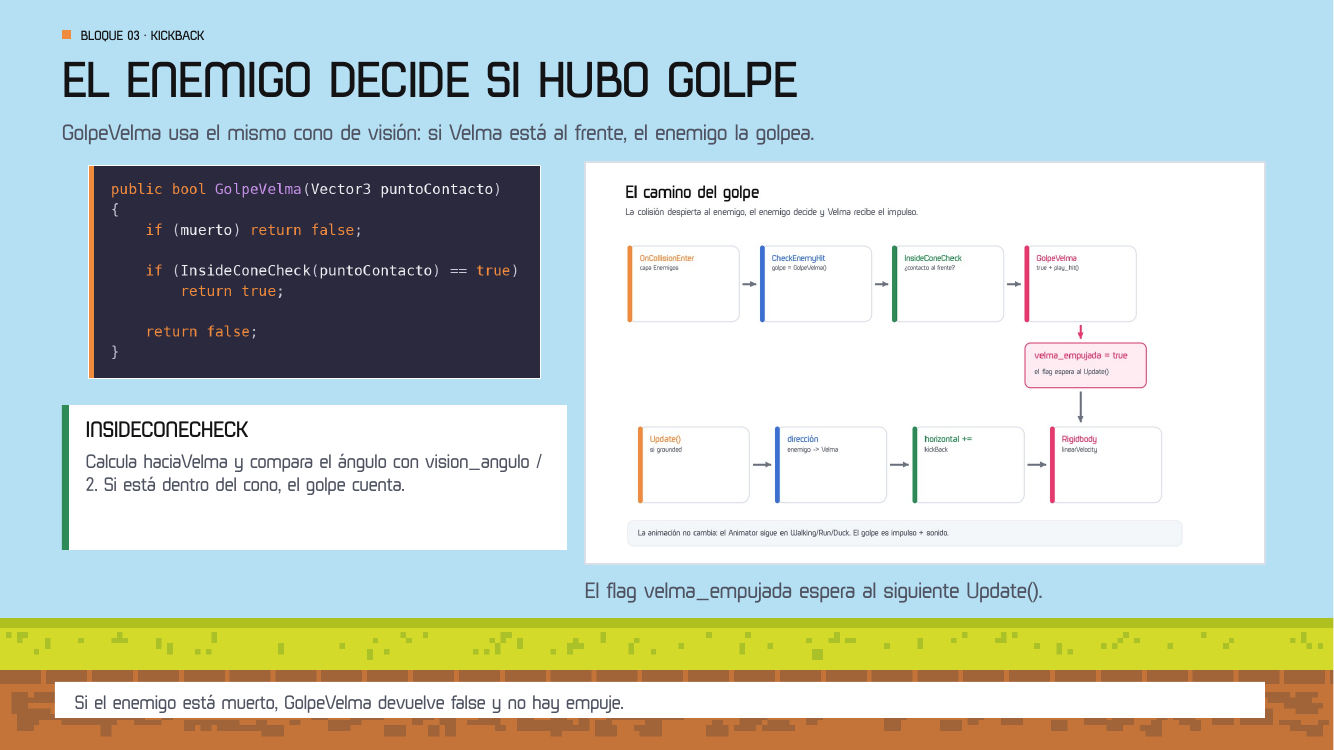 BLOQUE 03 · KICKBACK
EL ENEMIGO DECIDE SI HUBO GOLPE
GolpeVelma usa el mismo cono de visión: si Velma está al frente, el enemigo la golpea.
public bool GolpeVelma(Vector3 puntoContacto)
{
    if (muerto) return false;
    if (InsideConeCheck(puntoContacto) == true)
        return true;
    return false;
}
INSIDECONECHECK
Calcula haciaVelma y compara el ángulo con vision_angulo /
2. Si está dentro del cono, el golpe cuenta.
El camino del golpe
La colisión despierta al enemigo, el enemigo decide y Velma recibe el impulso.
OnCollisionEnter
capa Enemigos
CheckEnemyHit
golpe = GolpeVelma()
InsideConeCheck
¿contacto al frente?
GolpeVelma
true + play_hit()
velma_empujada = true
el flag espera al Update()
Update()
si grounded
dirección
enemigo -> Velma
horizontal +=
kickBack
Rigidbody
linearVelocity
La animación no cambia: el Animator sigue en Walking/Run/Duck. El golpe es impulso + sonido.
El flag velma_empujada espera al siguiente Update().
Si el enemigo está muerto, GolpeVelma devuelve false y no hay empuje.